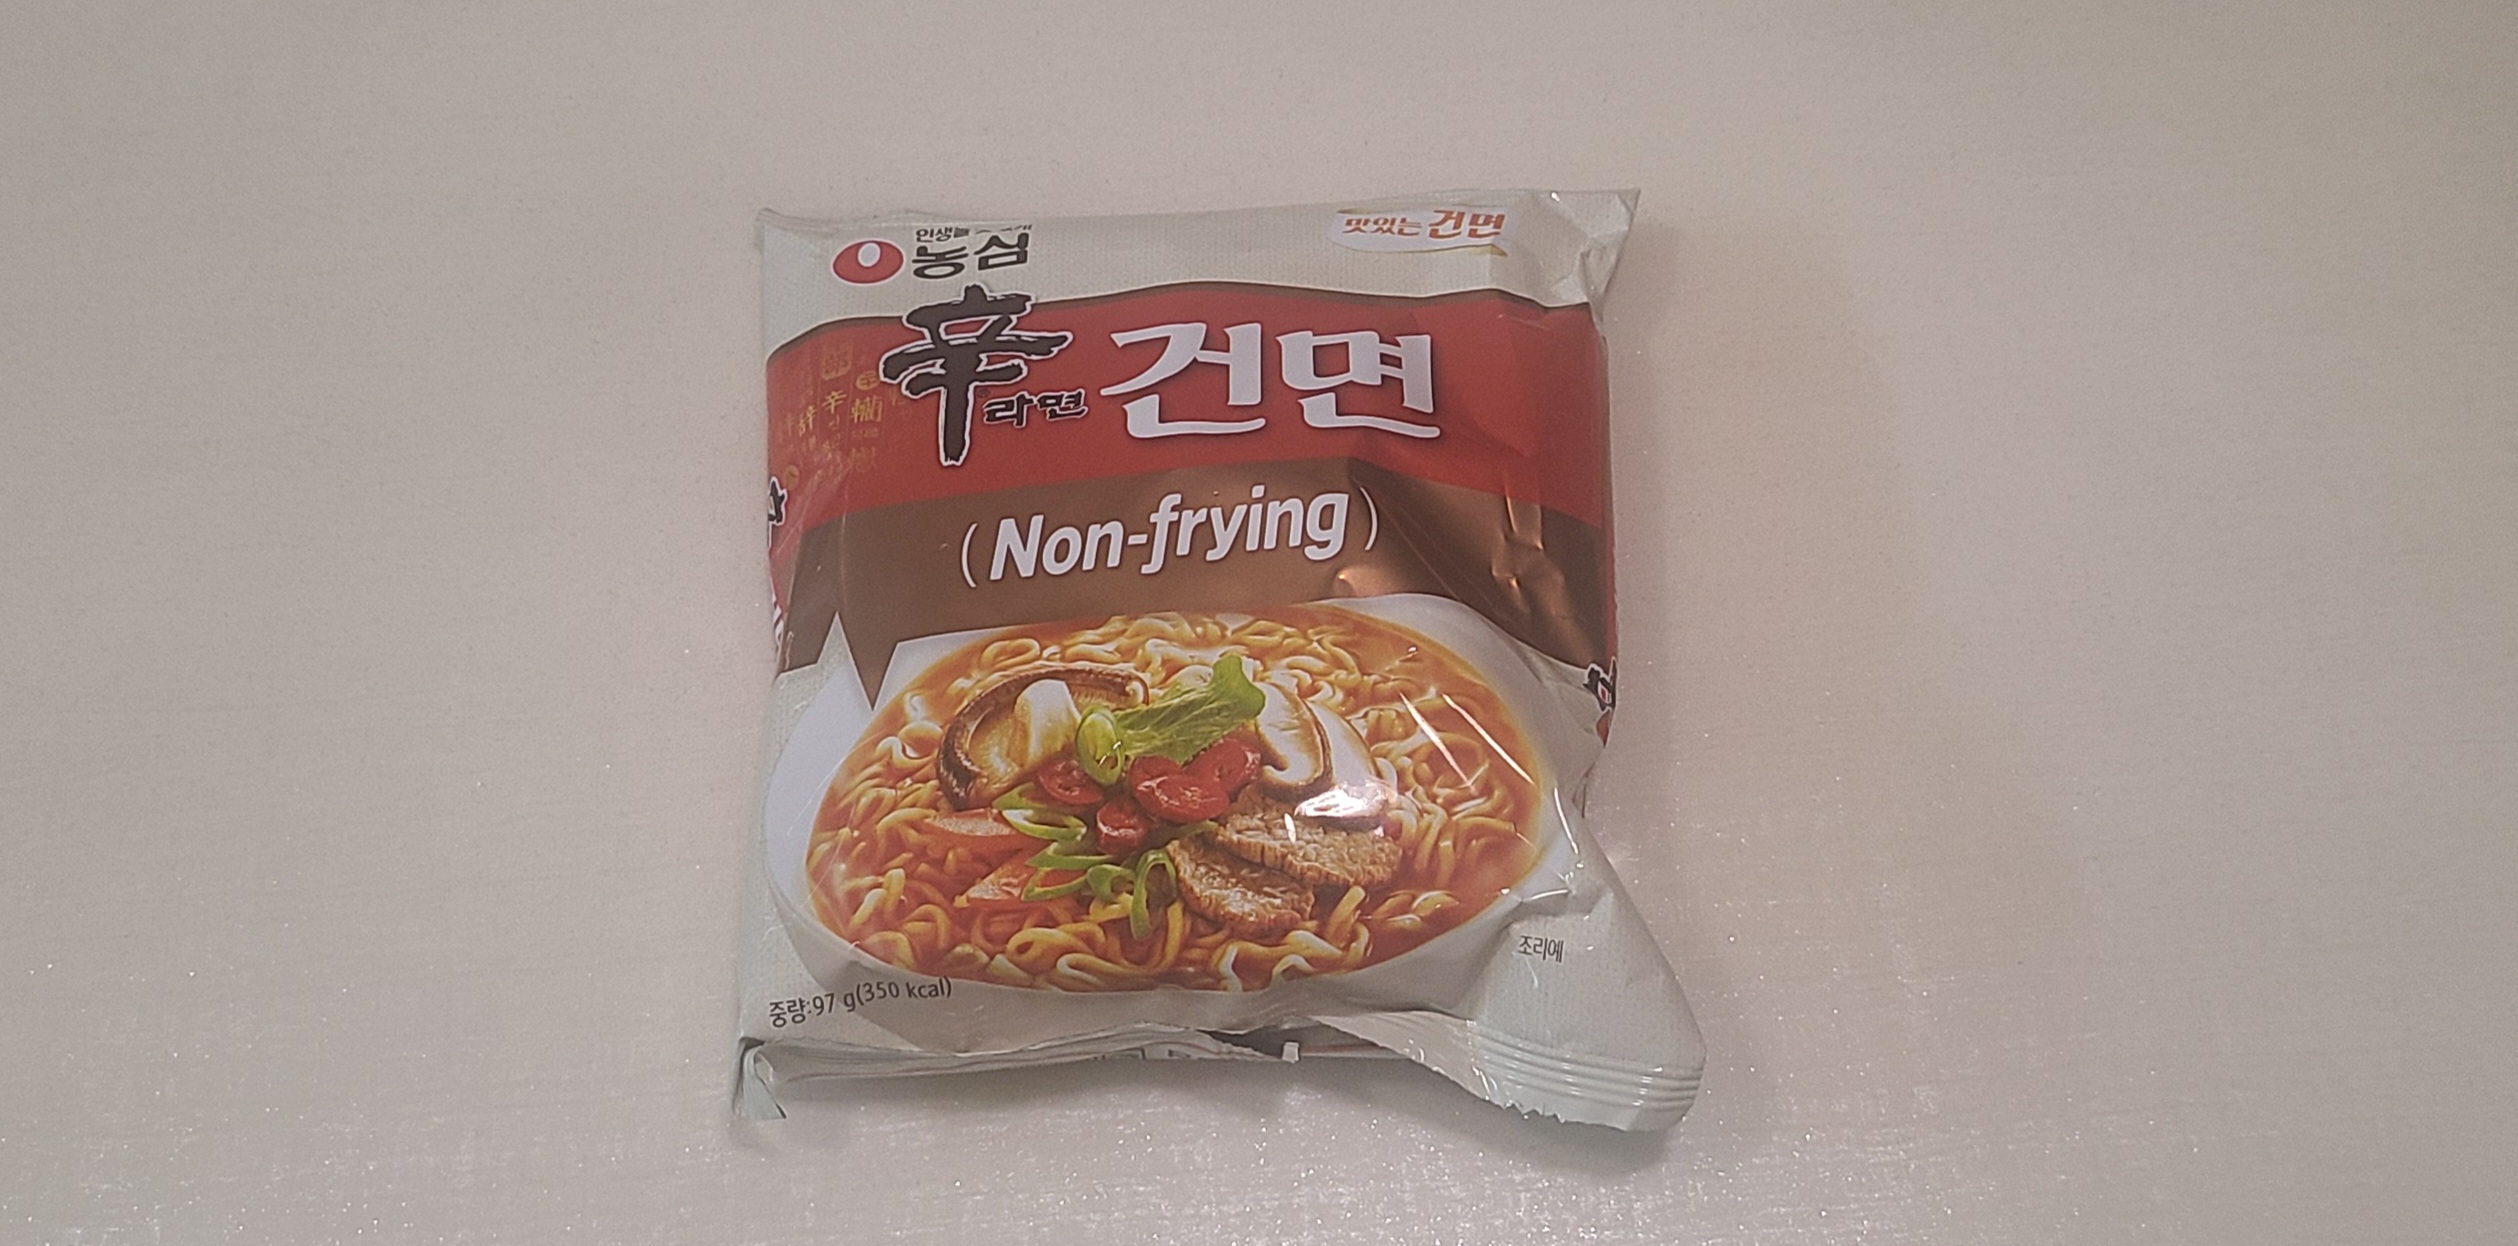 농심
맛있는 건면
辛라면 건면
(Non-frying)
조리예
중량:97 g(350 kcal)